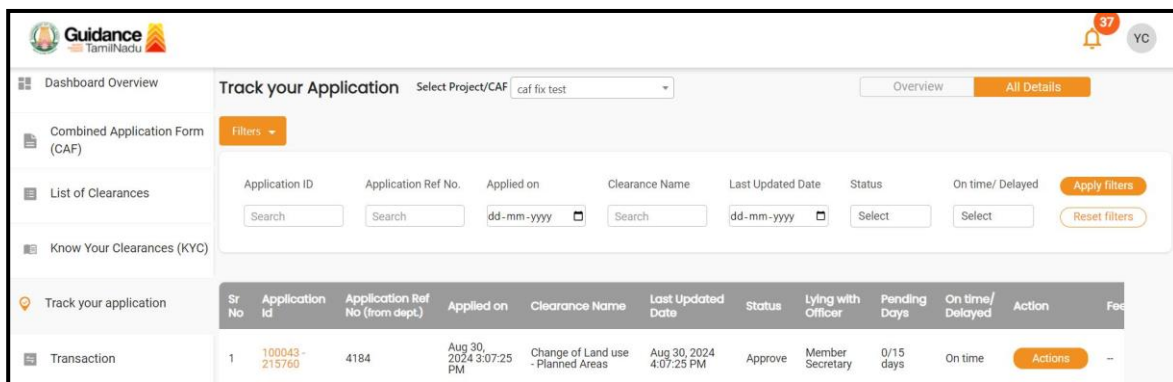 Guidance
TamilNadu
37
YC
Dashboard Overview
Track your Application Select Project/CAF caf fix test Overview All Details
Combined Application Form
(CAF)
Filters
List of Clearances
Application ID Application Ref No. Applied on Clearance Name Last Updated Date Status On time/ Delayed Apply filters
Search Search dd-mm-yyyy Search dd-mm-yyyy Select Select Reset filters
Know Your Clearances (KYC)
Track your application
Sr No Application Id Application Ref No (from dept.) Applied on Clearance Name Last Updated Date Status Lying with Officer Pending Days On time/ Delayed Action Fee
Transaction
1 100043-215760 4184 Aug 30, 2024 3:07:25 PM Change of Land use - Planned Areas Aug 30, 2024 4:07:25 PM Approve Member Secretary 0/15 days On time Actions --